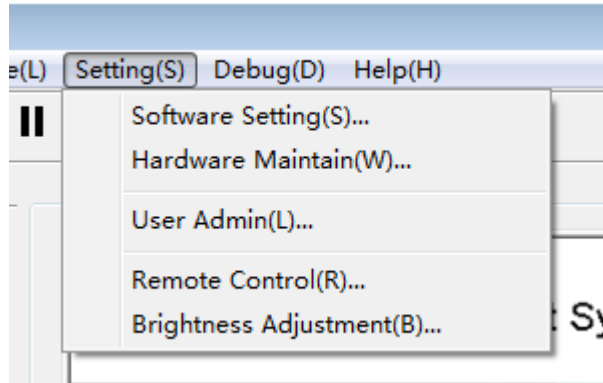 e(L) Setting(S) Debug(D) Help(H)
Software Setting(S)...
Hardware Maintain(W)...
User Admin(L)...
Remote Control(R)...
Brightness Adjustment(B)...